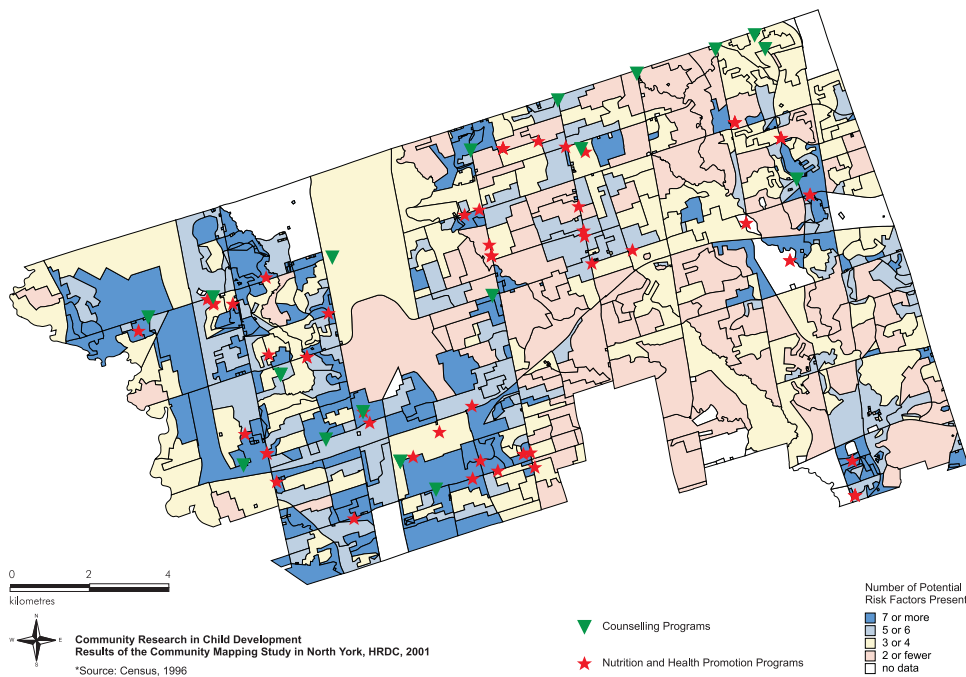 0 2 4
kilometres
N
W E
S
Community Research in Child Development
Results of the Community Mapping Study in North York, HRDC, 2001
*Source: Census, 1996
Counselling Programs
Nutrition and Health Promotion Programs
Number of Potential
Risk Factors Present
7 or more
5 or 6
3 or 4
2 or fewer
no data